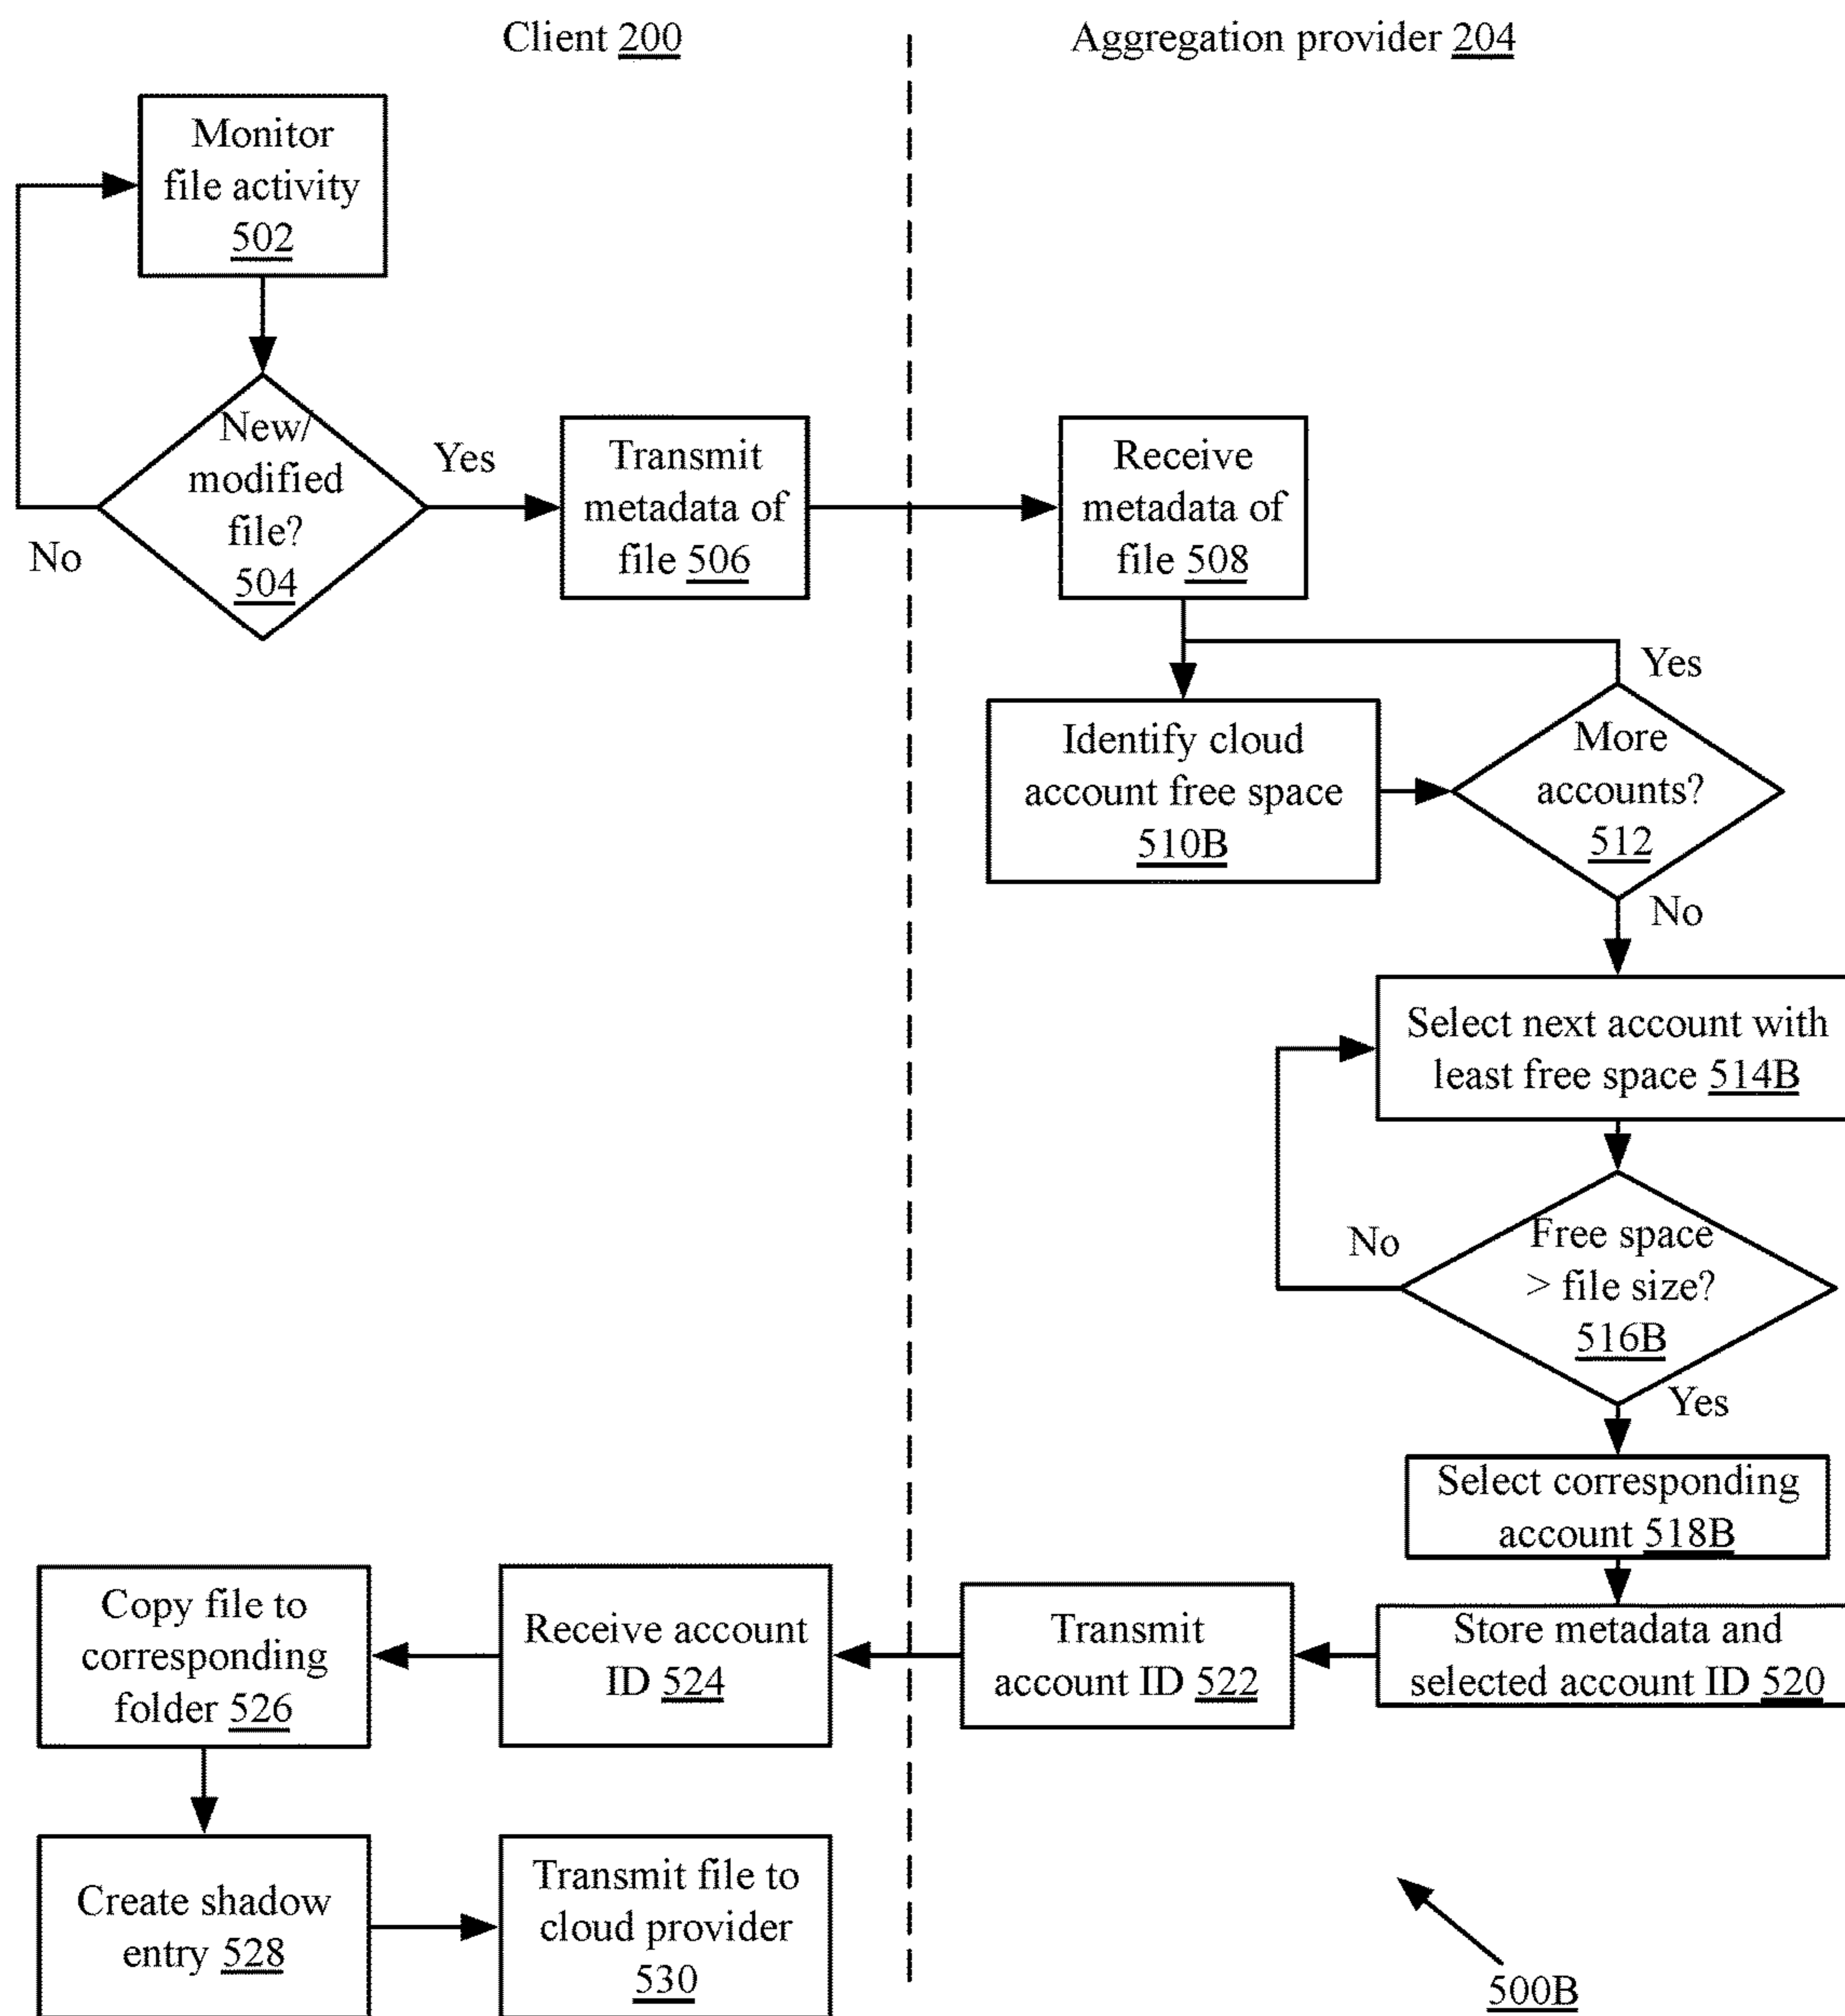 Client 200
Aggregation provider 204
Monitor
file activity
502
New/
modified
file?
504
Yes
No
Transmit
metadata of
file 506
Receive
metadata of
file 508
Identify cloud
account free space
510B
More
accounts?
512
Yes
No
Select next account with
least free space 514B
Free space
> file size?
516B
No
Yes
Select corresponding
account 518B
Store metadata and
selected account ID 520
Transmit
account ID 522
Receive account
ID 524
Copy file to
corresponding
folder 526
Create shadow
entry 528
Transmit file to
cloud provider
530
500B